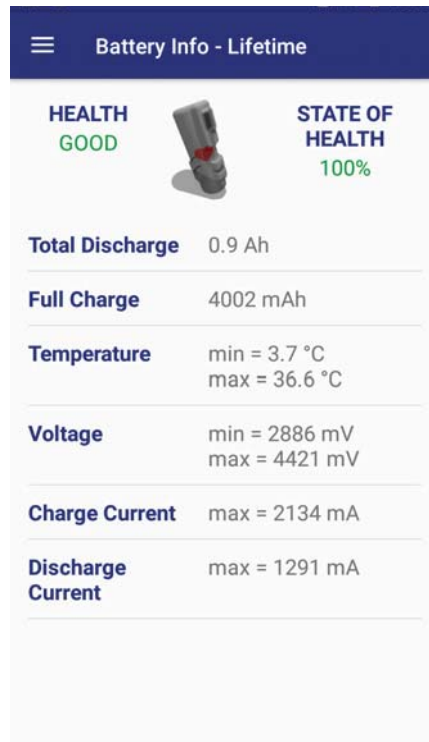 Battery Info - Lifetime
HEALTH
GOOD
STATE OF
HEALTH
100%
Total Discharge 0.9 Ah
Full Charge 4002 mAh
Temperature min = 3.7 °C
max = 36.6 °C
Voltage min = 2886 mV
max = 4421 mV
Charge Current max = 2134 mA
Discharge max = 1291 mA
Current